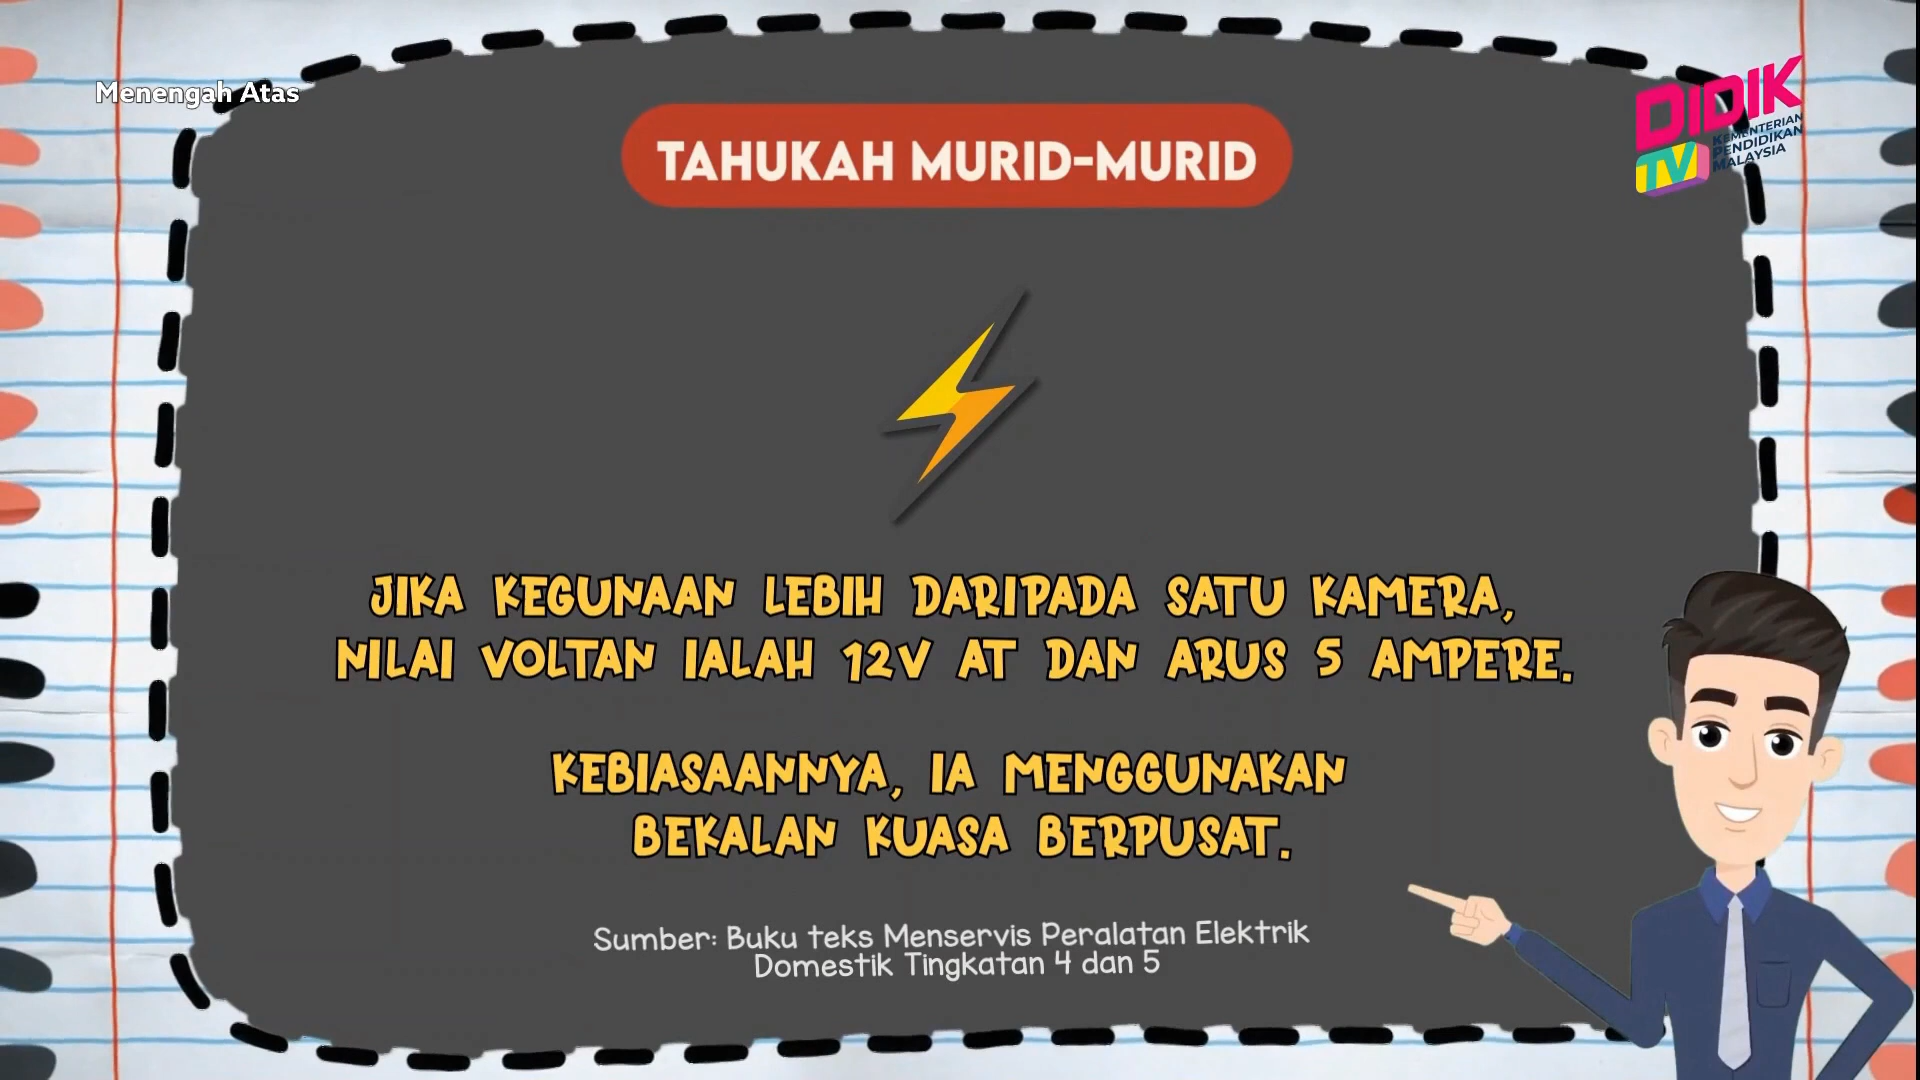 Menengah Atas
DIDIK
TV
KEMENTERIAN
PENDIDIKAN
MALAYSIA
TAHUKAH MURID-MURID
JIKA KEGUNAAN LEBIH DARIPADA SATU KAMERA,
NILAI VOLTAN IALAH 12V AT DAN ARUS 5 AMPERE.
KEBIASAANNYA, IA MENGGUNAKAN
BEKALAN KUASA BERPUSAT.
Sumber: Buku teks Menservis Peralatan Elektrik
Domestik Tingkatan 4 dan 5